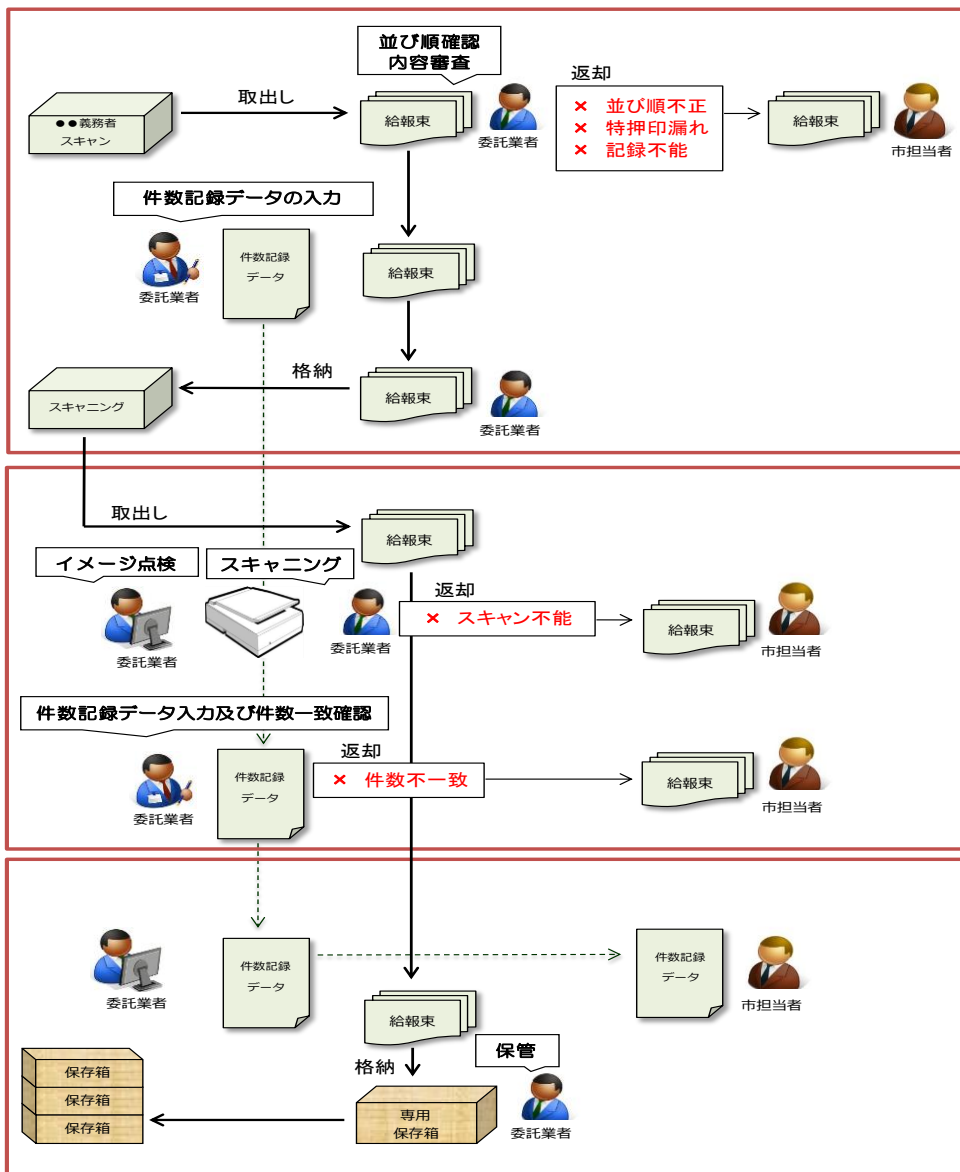 並び順確認
内容審査
返却
取出し
●●義務者
スキャン
給報束
委託業者
× 並び順不正
× 特押印漏れ
× 記録不能
給報束
市担当者
件数記録データの入力
委託業者
件数記録
データ
給報束
格納
スキャニング
給報束
委託業者
取出し
給報束
イメージ点検
スキャニング
委託業者
委託業者
返却
× スキャン不能
給報束
市担当者
件数記録データ入力及び件数一致確認
委託業者
件数記録
データ
返却
× 件数不一致
給報束
市担当者
委託業者
件数記録
データ
件数記録
データ
市担当者
給報束
格納
保管
保存箱
保存箱
保存箱
専用
保存箱
委託業者